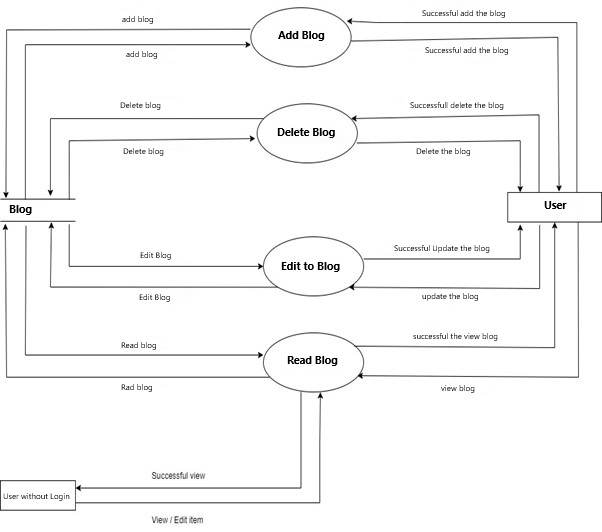 add blog
Successful add the blog
Add Blog
add blog
Successful add the blog
Delete blog
Successfull delete the blog
Delete Blog
Delete blog
Delete the blog
Blog
User
Edit Blog
Successful Update the blog
Edit to Blog
Edit Blog
update the blog
Read blog
successful the view blog
Read Blog
Rad blog
view blog
Successful view
User without Login
View / Edit item